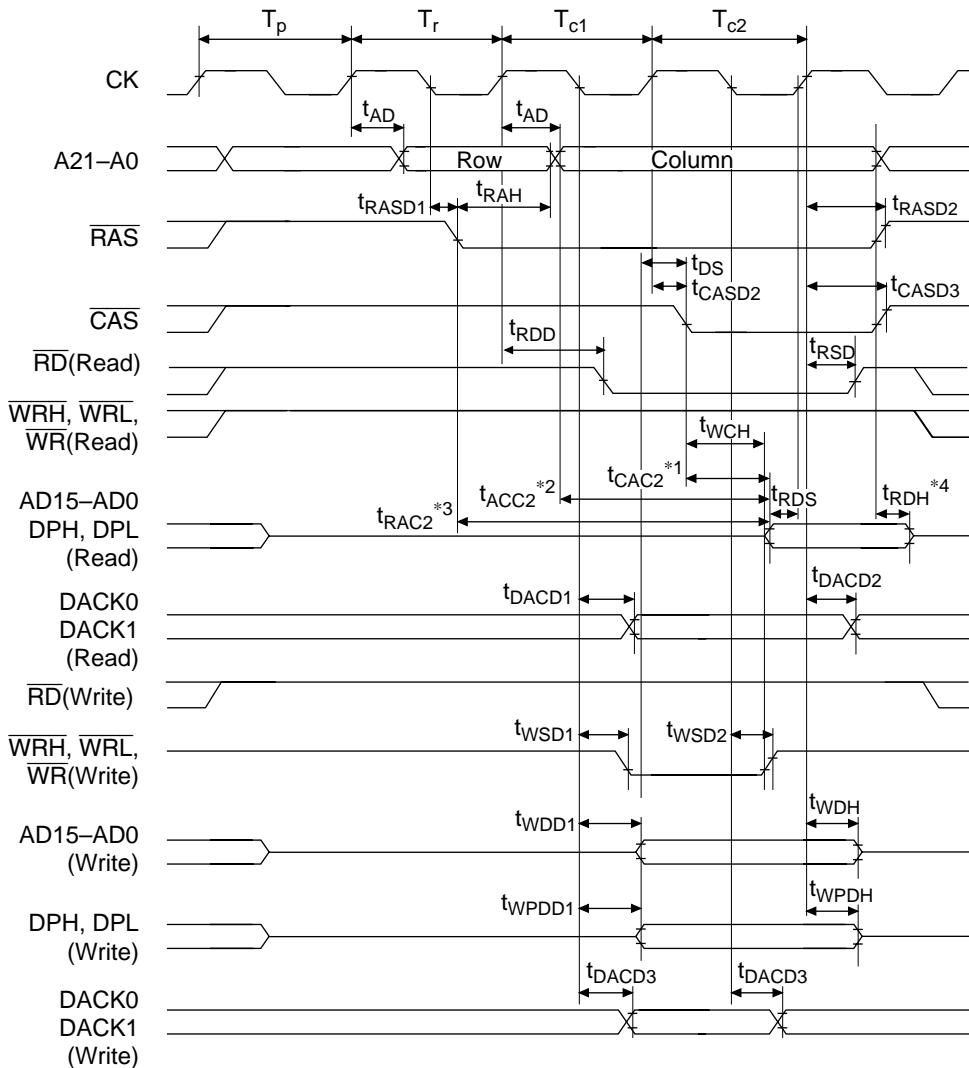 Tp Tr Tc1 Tc2
CK
tAD tAD
A21–A0 Row Column
tRASD1 tRAH tRASD2
RAS
tDS
tCASD2 tCASD3
CAS
tRDD tRSD
RD(Read)
WRH, WRL,
WR(Read)
tWCH
tCAC2*1
AD15–AD0 tACC2*2 tRDS tRDH*4
DPH, DPL tRAC2*3
(Read)
tDACD1 tDACD2
DACK0
DACK1
(Read)
RD(Write)
tWSD1 tWSD2
WRH, WRL,
WR(Write)
tWDD1 tWDH
AD15–AD0
(Write)
tWPDD1 tWPDH
DPH, DPL
(Write)
tDACD3 tDACD3
DACK0
DACK1
(Write)